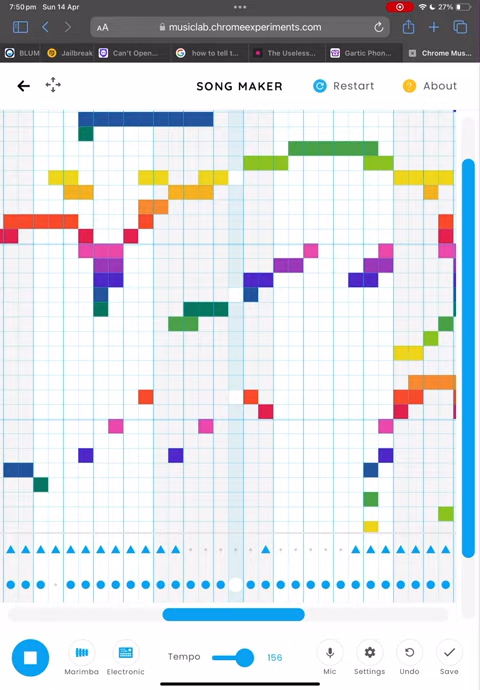 7:50 pm Sun 14 Apr ••• 27%
AA musiclab.chromeexperiments.com
BLUM Jailbreak Can't Open... how to tell t... The Useless... Gartic Phon... Chrome Mus...
SONG MAKER Restart ? About
Marimba Electronic Tempo 156 Mic Settings Undo Save